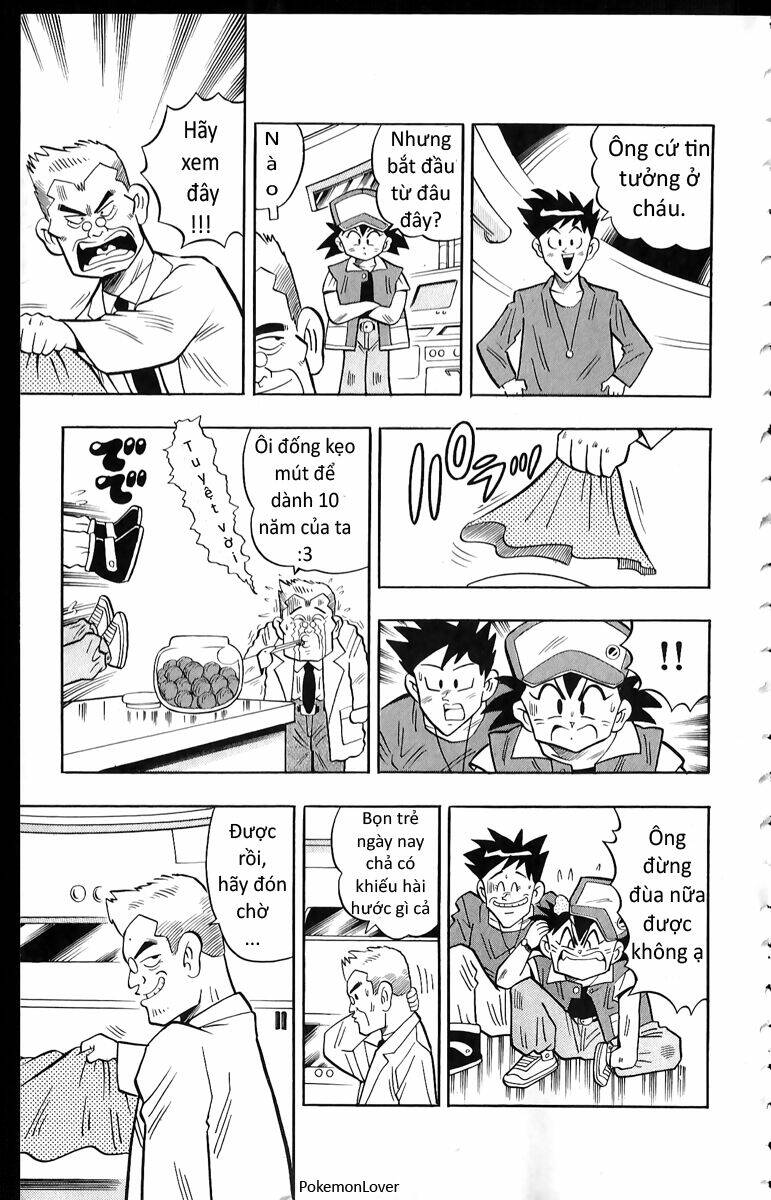 Ông cứ tin
tưởng ở
cháu.
Nhưng
bắt đầu
từ đâu
đây?
N
à
o
Hãy
xem
đây
!!!
!!
Ôi đống kẹo
mút để
dành 10
năm của ta
:3
Tuyệt vời
Ông
đừng
đùa nữa
được
không ạ
Bọn trẻ
ngày nay
chả có
khiếu hài
hước gì cả
Được
rồi,
hãy đón
chờ
...
PokemonLover